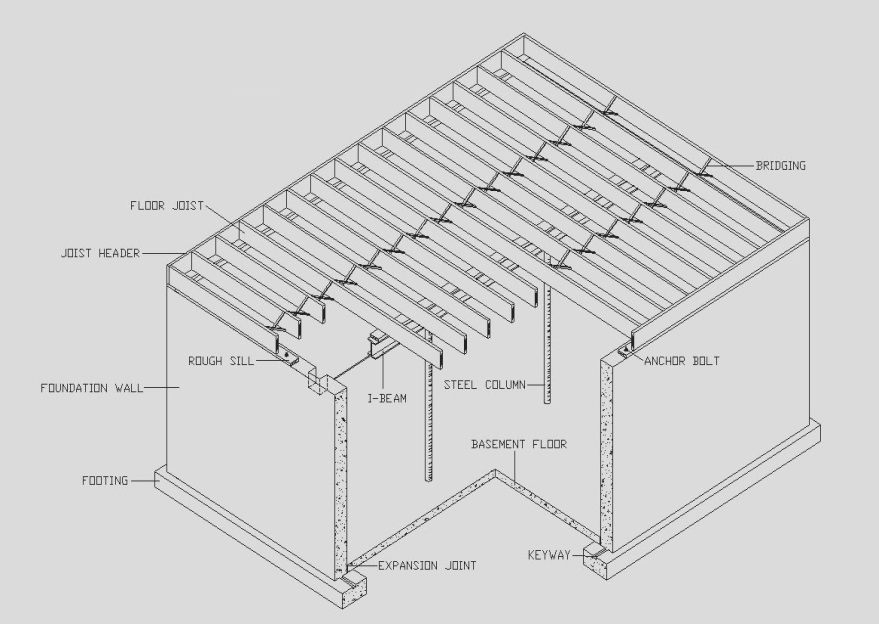 BRIDGING
FLOOR JOIST
JOIST HEADER
ROUGH SILL
ANCHOR BOLT
FOUNDATION WALL
I-BEAM
STEEL COLUMN
BASEMENT FLOOR
FOOTING
KEYWAY
EXPANSION JOINT